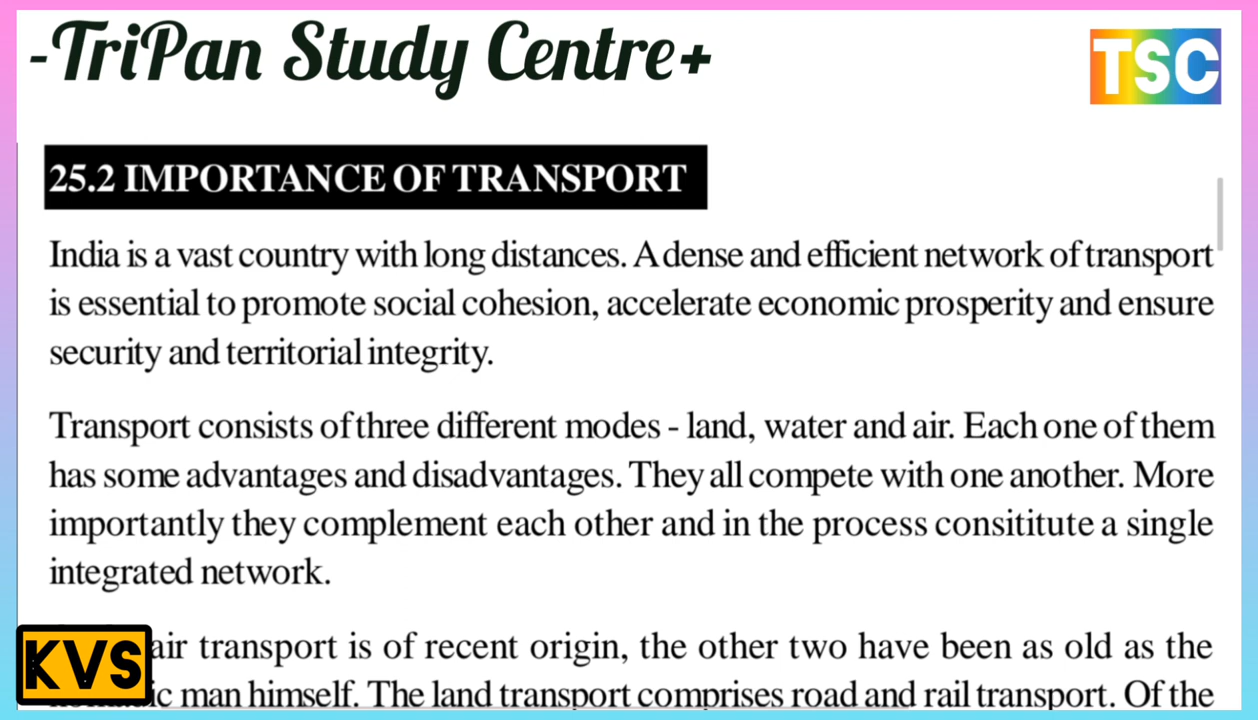 -TriPan Study Centre+
TSC
25.2 IMPORTANCE OF TRANSPORT
India is a vast country with long distances. A dense and efficient network of transport
is essential to promote social cohesion, accelerate economic prosperity and ensure
security and territorial integrity.
Transport consists of three different modes - land, water and air. Each one of them
has some advantages and disadvantages. They all compete with one another. More
importantly they complement each other and in the process consititute a single
integrated network.
air transport is of recent origin, the other two have been as old as the
KVS
man himself. The land transport comprises road and rail transport. Of the